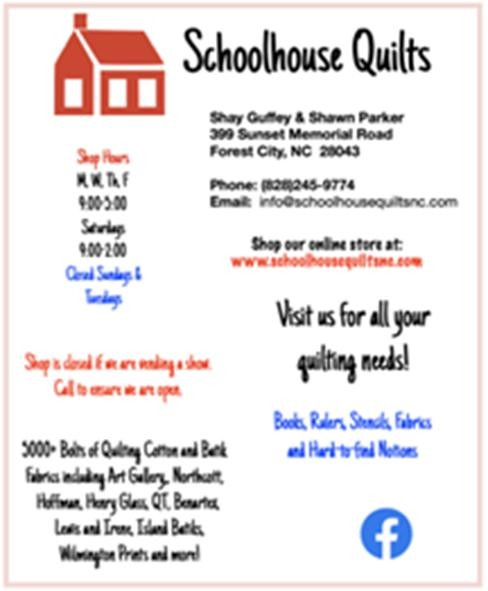 Schoolhouse Quilts
Shay Guffey & Shawn Parker
399 Sunset Memorial Road
Forest City, NC 28043
Phone: (828)245-9774
Email: info@schoolhousequiltsnc.com
Shop Hours
M, W, Th, F
9:00-5:00
Saturdays
9:00-2:00
Closed Sundays &
Tuesdays
Shop our online store at:
www.schoolhousequiltsnc.com
Visit us for all your
quilting needs!
Shop is closed if we are vending a show.
Call to ensure we are open.
Books, Rulers, Stencils, Fabrics
and Hard-to-find Notions
5000+ Bolts of Quilting Cotton and Batik
Fabrics including Art Gallery, Northcott,
Hoffman, Henry Glass, QT, Benartex,
Lewis and Irene, Island Batiks,
Wilmington Prints and more!